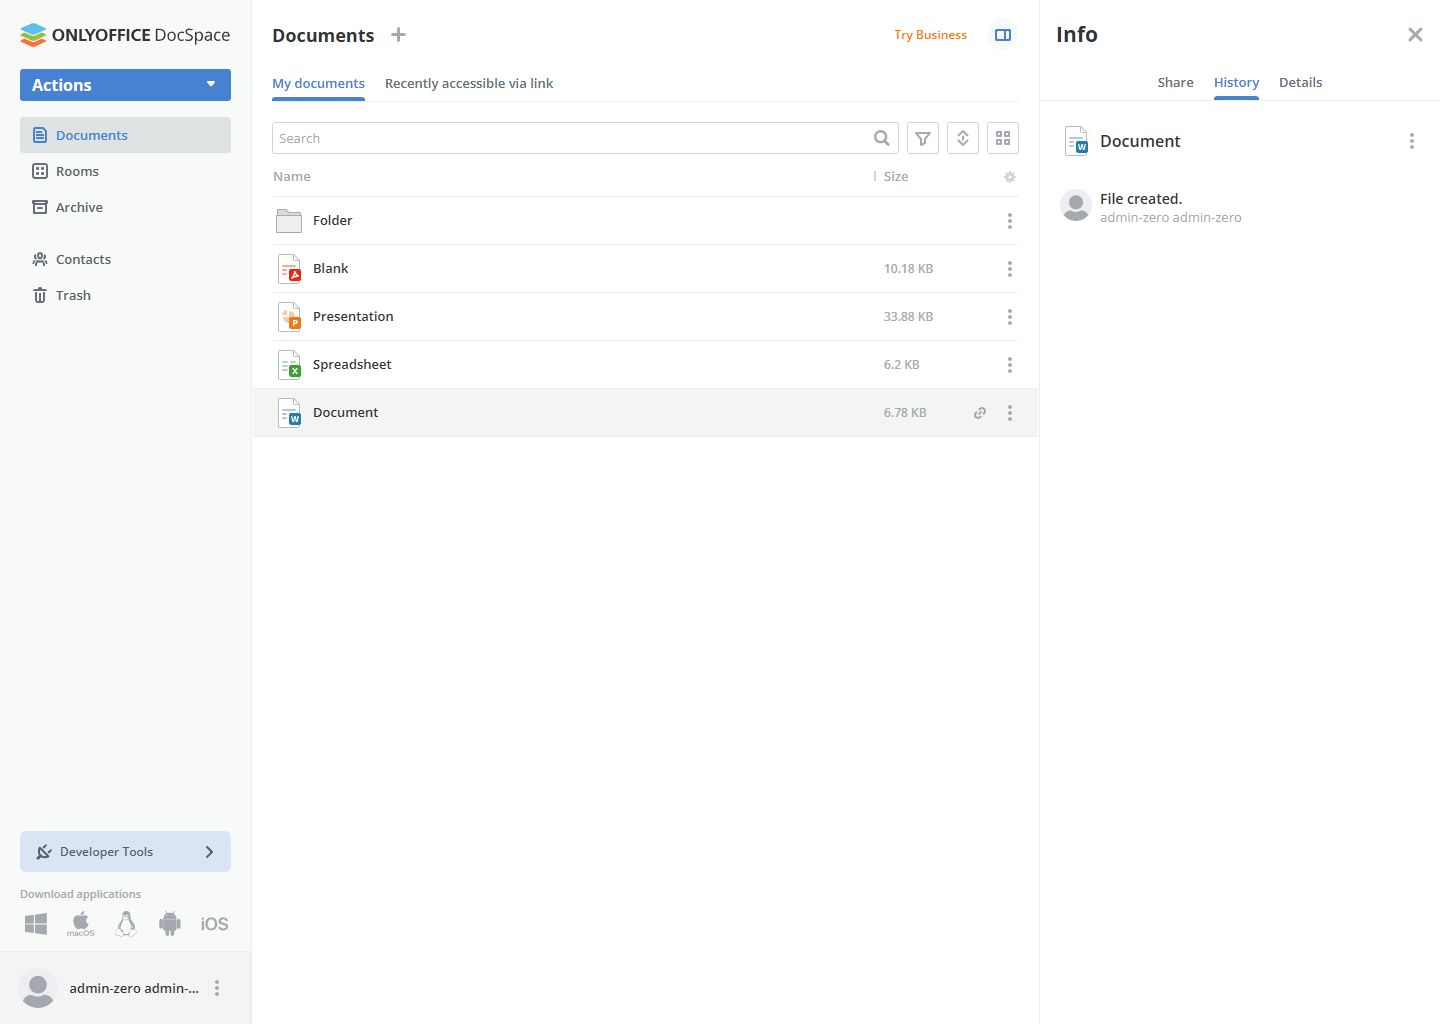 ONLYOFFICE DocSpace
Actions
Documents
Rooms
Archive
Contacts
Trash
Developer Tools
Download applications
macOS
iOS
admin-zero admin-...
Documents
Try Business
My documents
Recently accessible via link
Search
Name
Size
Folder
Blank
10.18 KB
Presentation
P
33.88 KB
Spreadsheet
X
6.2 KB
Document
W
6.78 KB
Info
Share
History
Details
W
Document
File created.
admin-zero admin-zero